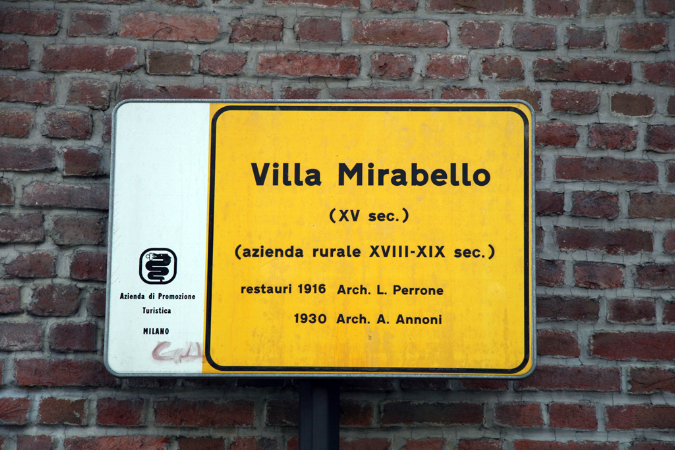 Villa Mirabello
(XV sec.)
(azienda rurale XVIII-XIX sec.)
restauri 1916 Arch. L. Perrone
1930 Arch. A. Annoni
Azienda di Promozione
Turistica
MILANO